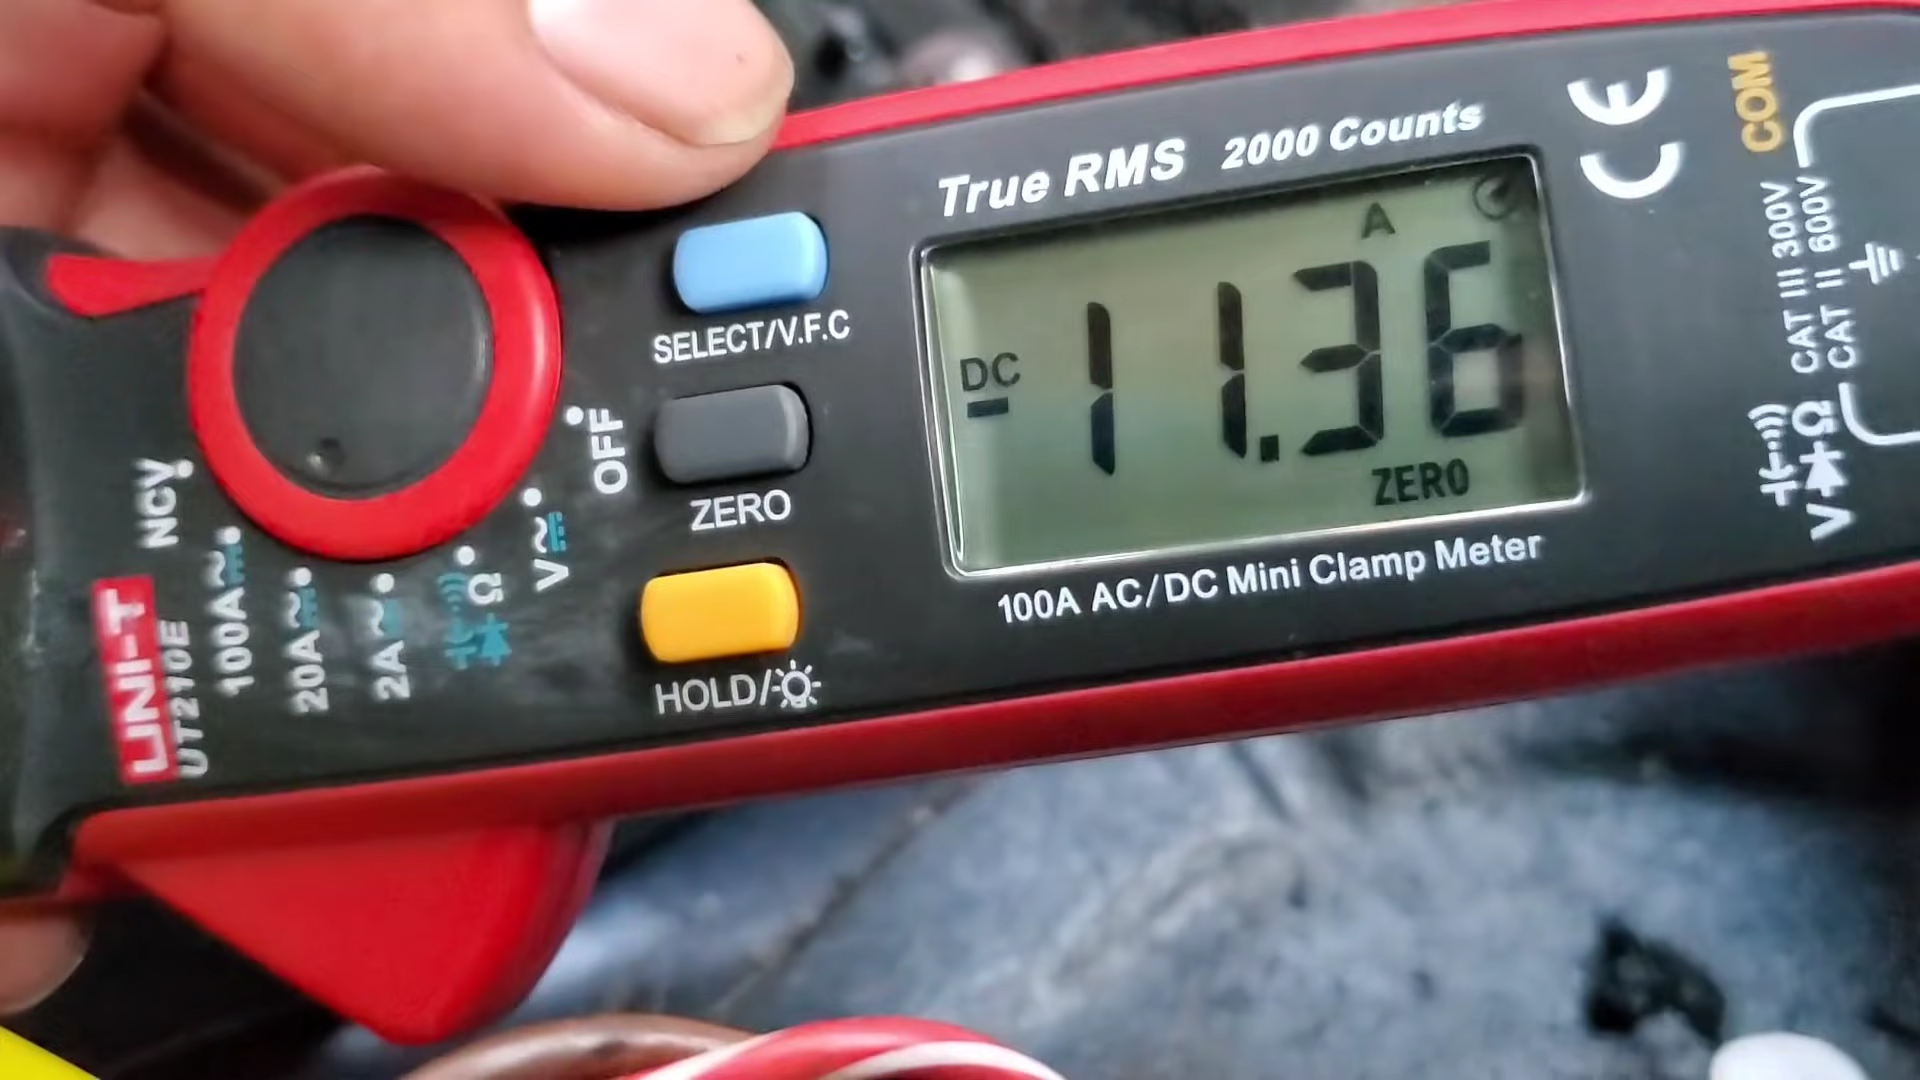 True RMS 2000 Counts
A
DC
11.36
ZERO
100A AC/DC Mini Clamp Meter
SELECT/V.F.C
ZERO
HOLD/
OFF
V
Ω
2A
20A
100A
NCV
UNI-T
UT210E
CE
COM
CAT III 300V
CAT II 600V
VΩ